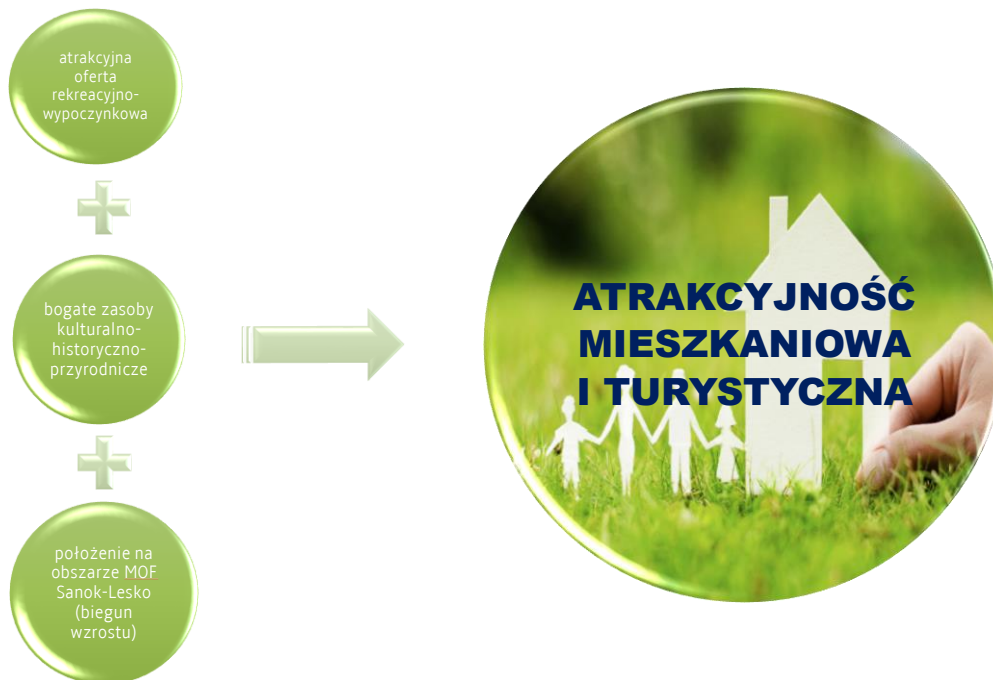 atrakcyjna
oferta
rekreacyjno-
wypoczynkowa
bogate zasoby
kulturalno-
historyczno-
przyrodnicze
położenie na
obszarze MOF
Sanok-Lesko
(biegun
wzrostu)
ATRAKCYJNOŚĆ
MIESZKANIOWA
I TURYSTYCZNA